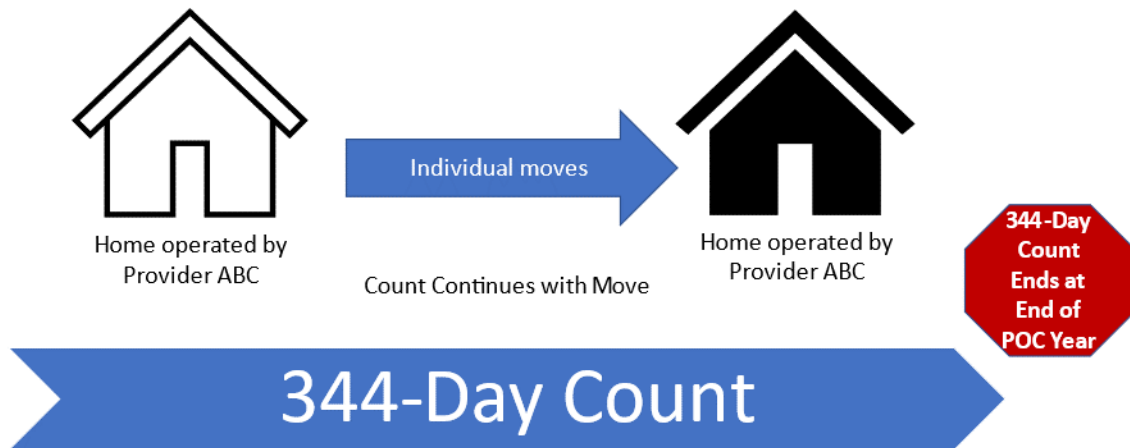 Individual moves
Home operated by
Provider ABC
Home operated by
Provider ABC
Count Continues with Move
344-Day
Count
Ends at
End of
POC Year
344-Day Count